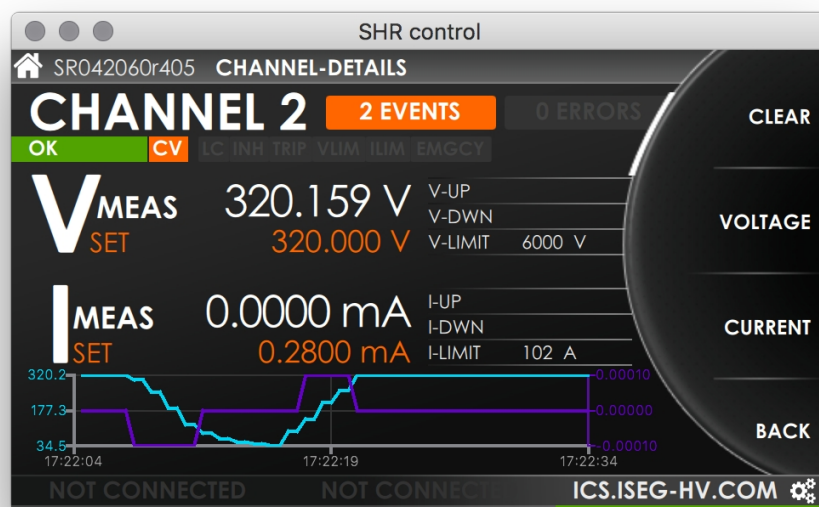 SHR control
SR042060r405 CHANNEL-DETAILS
CHANNEL 2 2 EVENTS 0 ERRORS
OK CV LC INH TRIP VLIM ILIM EMGCY
CLEAR
V MEAS 320.159 V V-UP
V-DWN
SET 320.000 V V-LIMIT 6000 V
VOLTAGE
I MEAS 0.0000 mA I-UP
I-DWN
SET 0.2800 mA I-LIMIT 102 A
CURRENT
320.2 0.00010
177.3 0.00000
34.5 -0.00010
17:22:04 17:22:19 17:22:34
BACK
NOT CONNECTED NOT CONNECTE ICS.ISEG-HV.COM